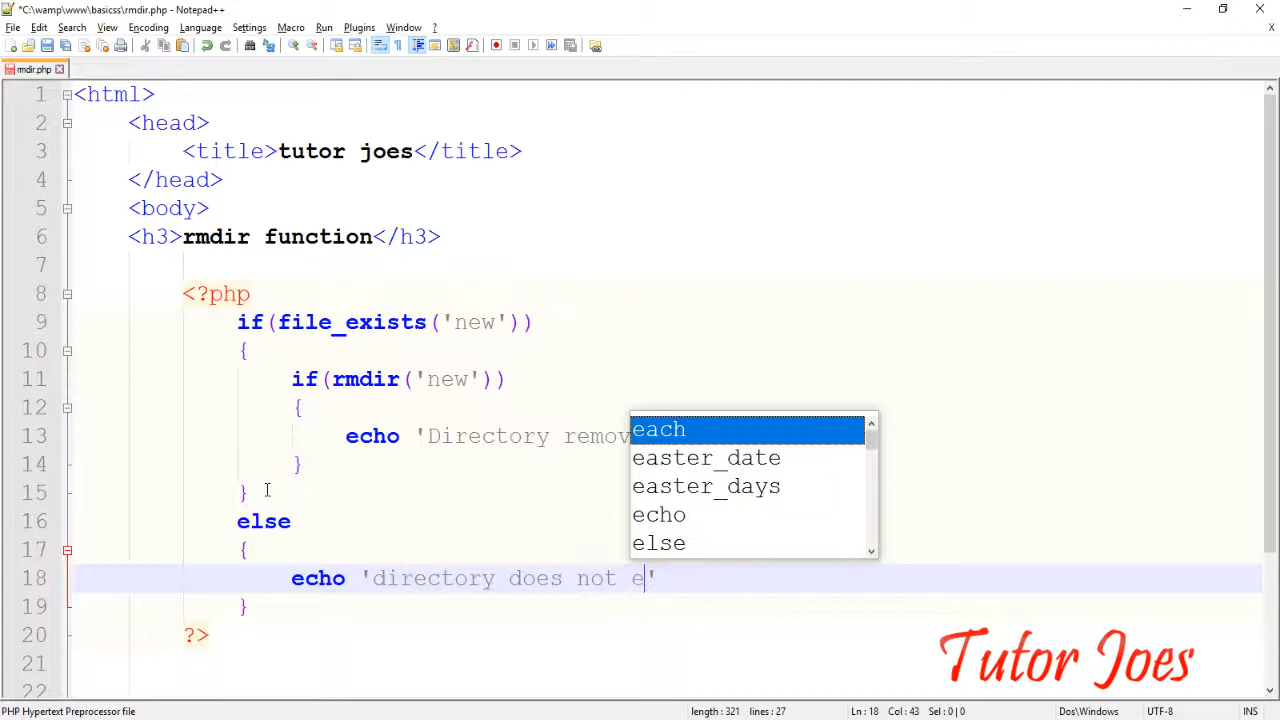 *C:\wamp\www\basicss\rmdir.php - Notepad++
File Edit Search View Encoding Language Settings Macro Run Plugins Window ?
X
rmdir.php
1 <html>
2 <head>
3 <title>tutor joes</title>
4 </head>
5 <body>
6 <h3>rmdir function</h3>
7
8 <?php
9 if(file_exists('new'))
10 {
11 if(rmdir('new'))
12 {
13 echo 'Directory remov
14 }
15 }
16 else
17 {
18 echo 'directory does not e'
19 }
20 ?>
21
22
each
easter_date
easter_days
echo
else
Tutor Joes
PHP Hypertext Preprocessor file length : 321 lines : 27 Ln : 18 Col : 43 Sel : 0 | 0 Dos\Windows UTF-8 INS